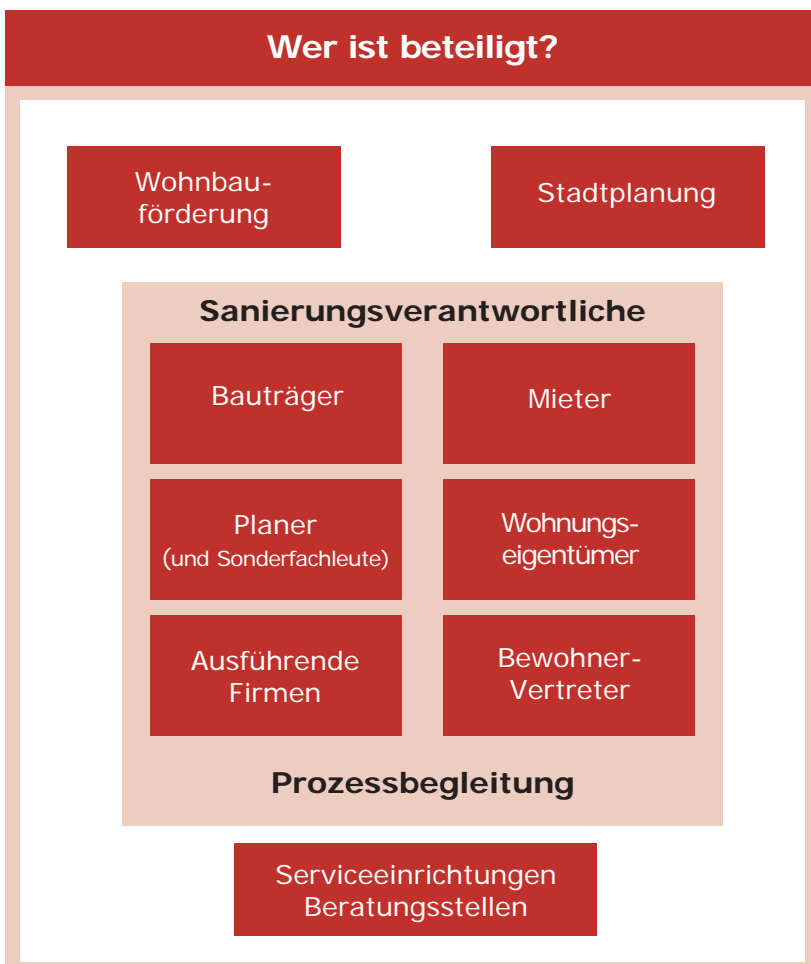 Wer ist beteiligt?
Wohnbau-
förderung
Stadtplanung
Sanierungsverantwortliche
Bauträger
Mieter
Planer
(und Sonderfachleute)
Wohnungs-
eigentümer
Ausführende
Firmen
Bewohner-
Vertreter
Prozessbegleitung
Serviceeinrichtungen
Beratungsstellen